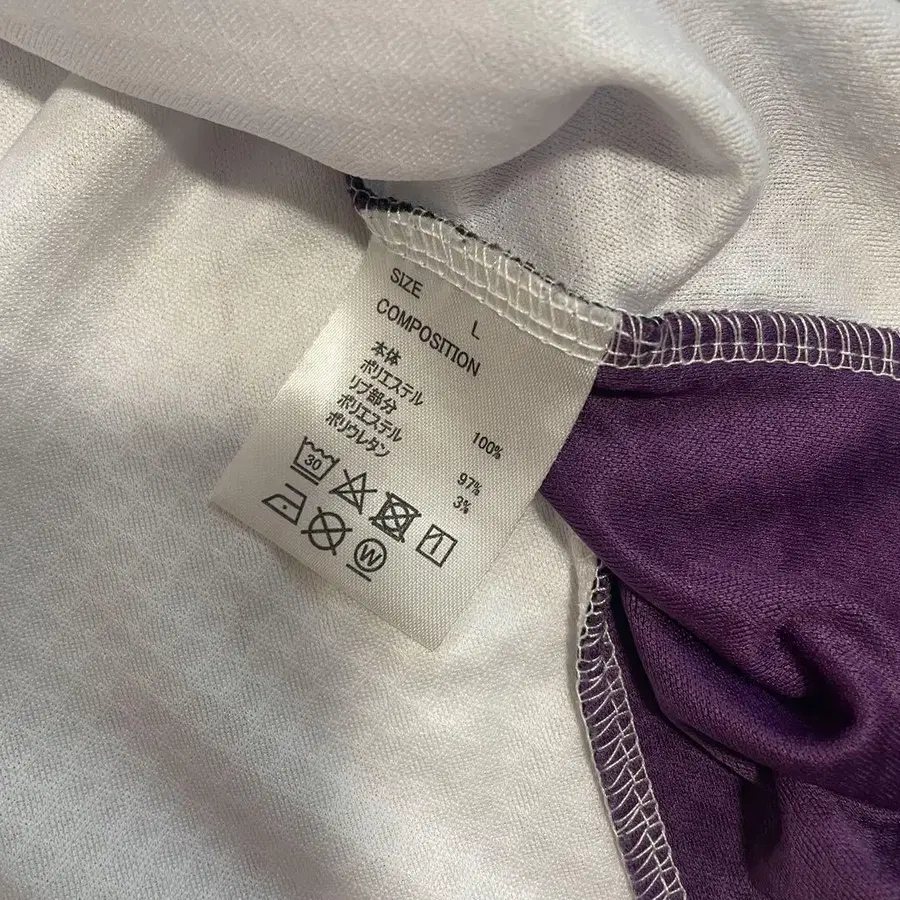 SIZE
L
COMPOSITION
本体
ポリエステル 100%
リブ部分
ポリエステル 97%
ポリウレタン 3%
30
W